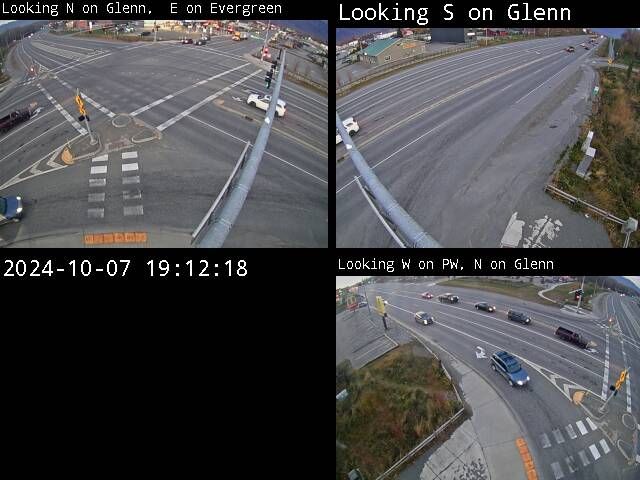 Looking N on Glenn, E on Evergreen
Looking S on Glenn
2024-10-07 19:12:18
Looking W on PW, N on Glenn